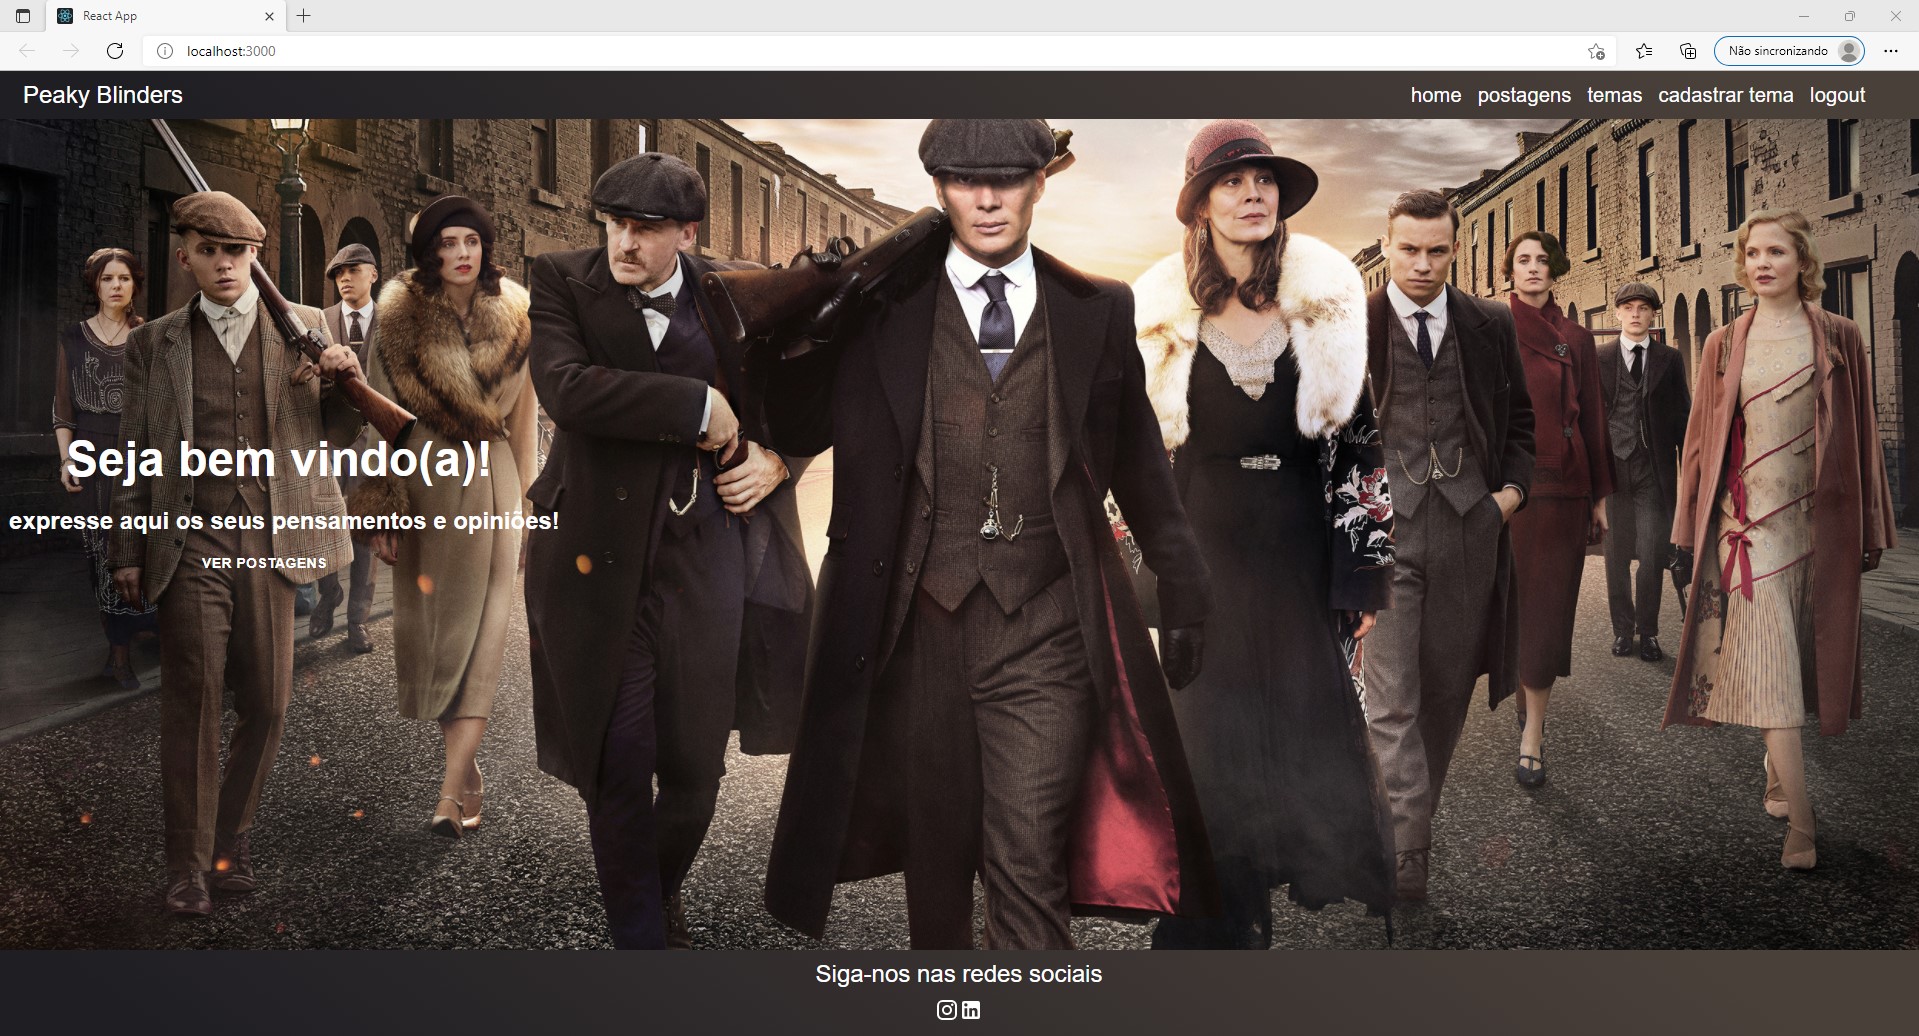 React App
localhost:3000
Não sincronizando
Peaky Blinders
home postagens temas cadastrar tema logout
Seja bem vindo(a)!
expresse aqui os seus pensamentos e opiniões!
VER POSTAGENS
Siga-nos nas redes sociais
in